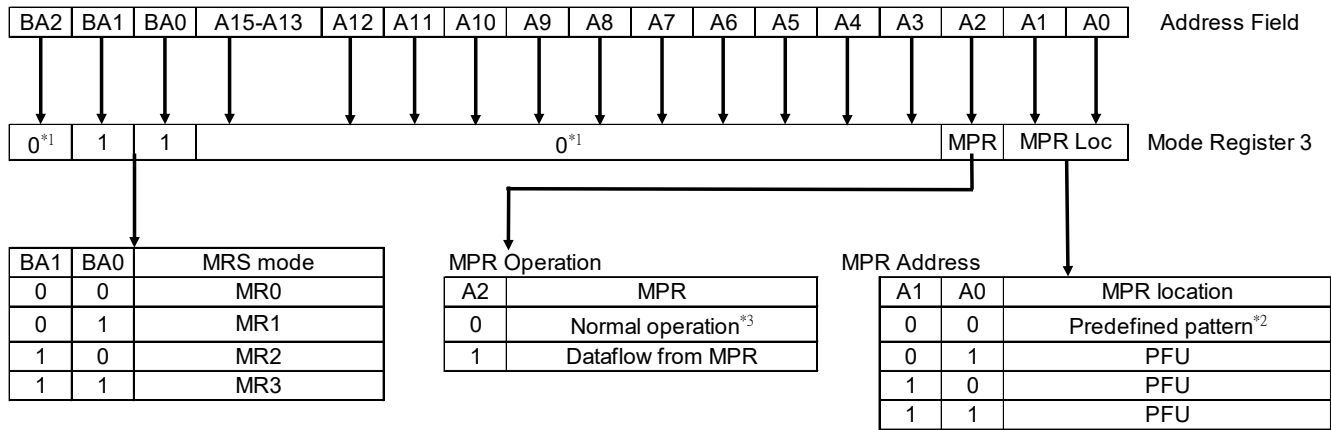 BA2 BA1 BA0 A15-A13 A12 A11 A10 A9 A8 A7 A6 A5 A4 A3 A2 A1 A0 Address Field
0*1 1 1 0*1 MPR MPR Loc Mode Register 3
BA1 BA0 MRS mode
0 0 MR0
0 1 MR1
1 0 MR2
1 1 MR3
MPR Operation
A2 MPR
0 Normal operation*3
1 Dataflow from MPR
MPR Address
A1 A0 MPR location
0 0 Predefined pattern*2
0 1 PFU
1 0 PFU
1 1 PFU